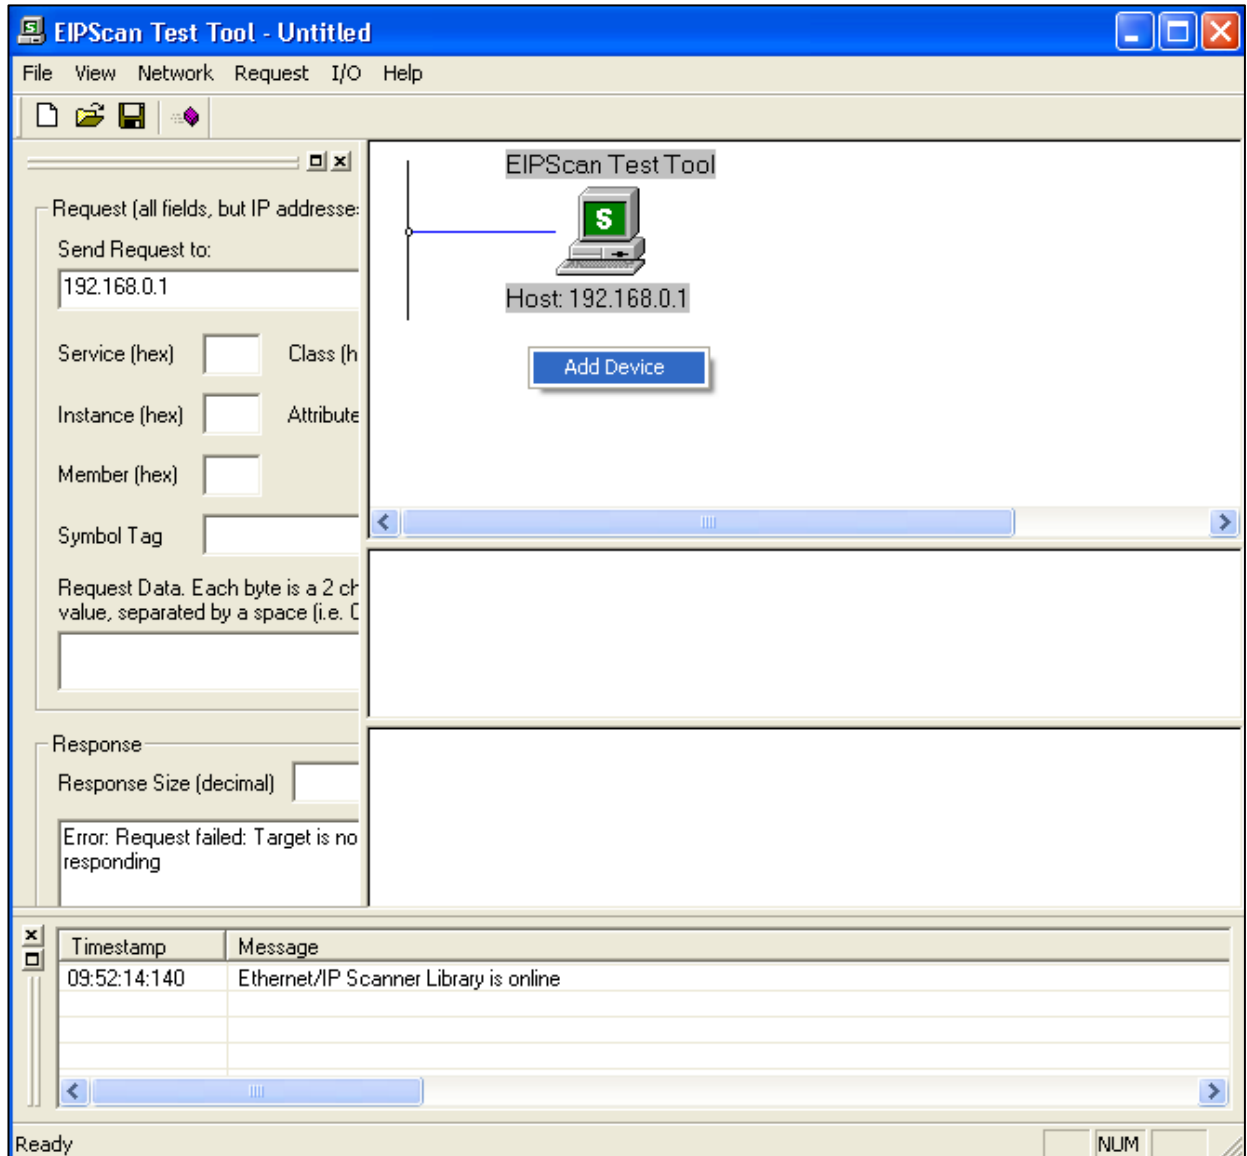 EIPScan Test Tool - Untitled
File View Network Request I/O Help
Request (all fields, but IP addresses
Send Request to:
192.168.0.1
Service (hex) Class (h
Instance (hex) Attribute
Member (hex)
Symbol Tag
Request Data. Each byte is a 2 ch
value, separated by a space (i.e.
Response
Response Size (decimal)
Error: Request failed: Target is no
responding
EIPScan Test Tool
S
Host: 192.168.0.1
Add Device
Timestamp Message
09:52:14:140 Ethernet/IP Scanner Library is online
Ready NUM